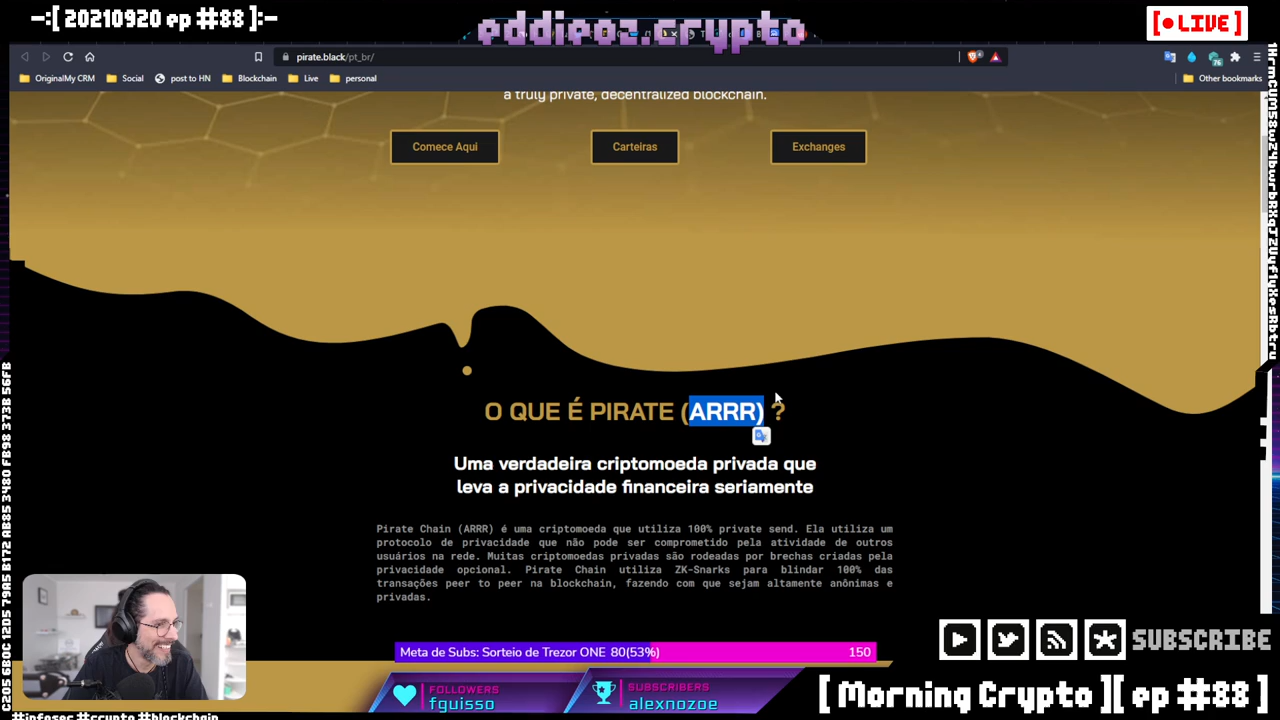 -:[ 20210920 ep #88 ]:-
eddieoz.crypto
[●LIVE]
pirate.black/pt_br/
76
OriginalMy CRM
Social
post to HN
Blockchain
Live
personal
Other bookmarks
a truly private, decentralized blockchain.
Comece Aqui
Carteiras
Exchanges
O QUE É PIRATE (ARRR) ?
Uma verdadeira criptomoeda privada que
leva a privacidade financeira seriamente
Pirate Chain (ARRR) é uma criptomoeda que utiliza 100% private send. Ela utiliza um
protocolo de privacidade que não pode ser comprometido pela atividade de outros
usuários na rede. Muitas criptomoedas privadas são rodeadas por brechas criadas pela
privacidade opcional. Pirate Chain utiliza ZK-Snarks para blindar 100% das
transações peer to peer na blockchain, fazendo com que sejam altamente anônimas e
privadas.
Meta de Subs: Sorteio de Trezor ONE 80(53%)
150
FOLLOWERS
fguisso
SUBSCRIBERS
alexnozoe
SUBSCRIBE
[ Morning Crypto ][ ep #88 ]
#infosec #crypto #blockchain